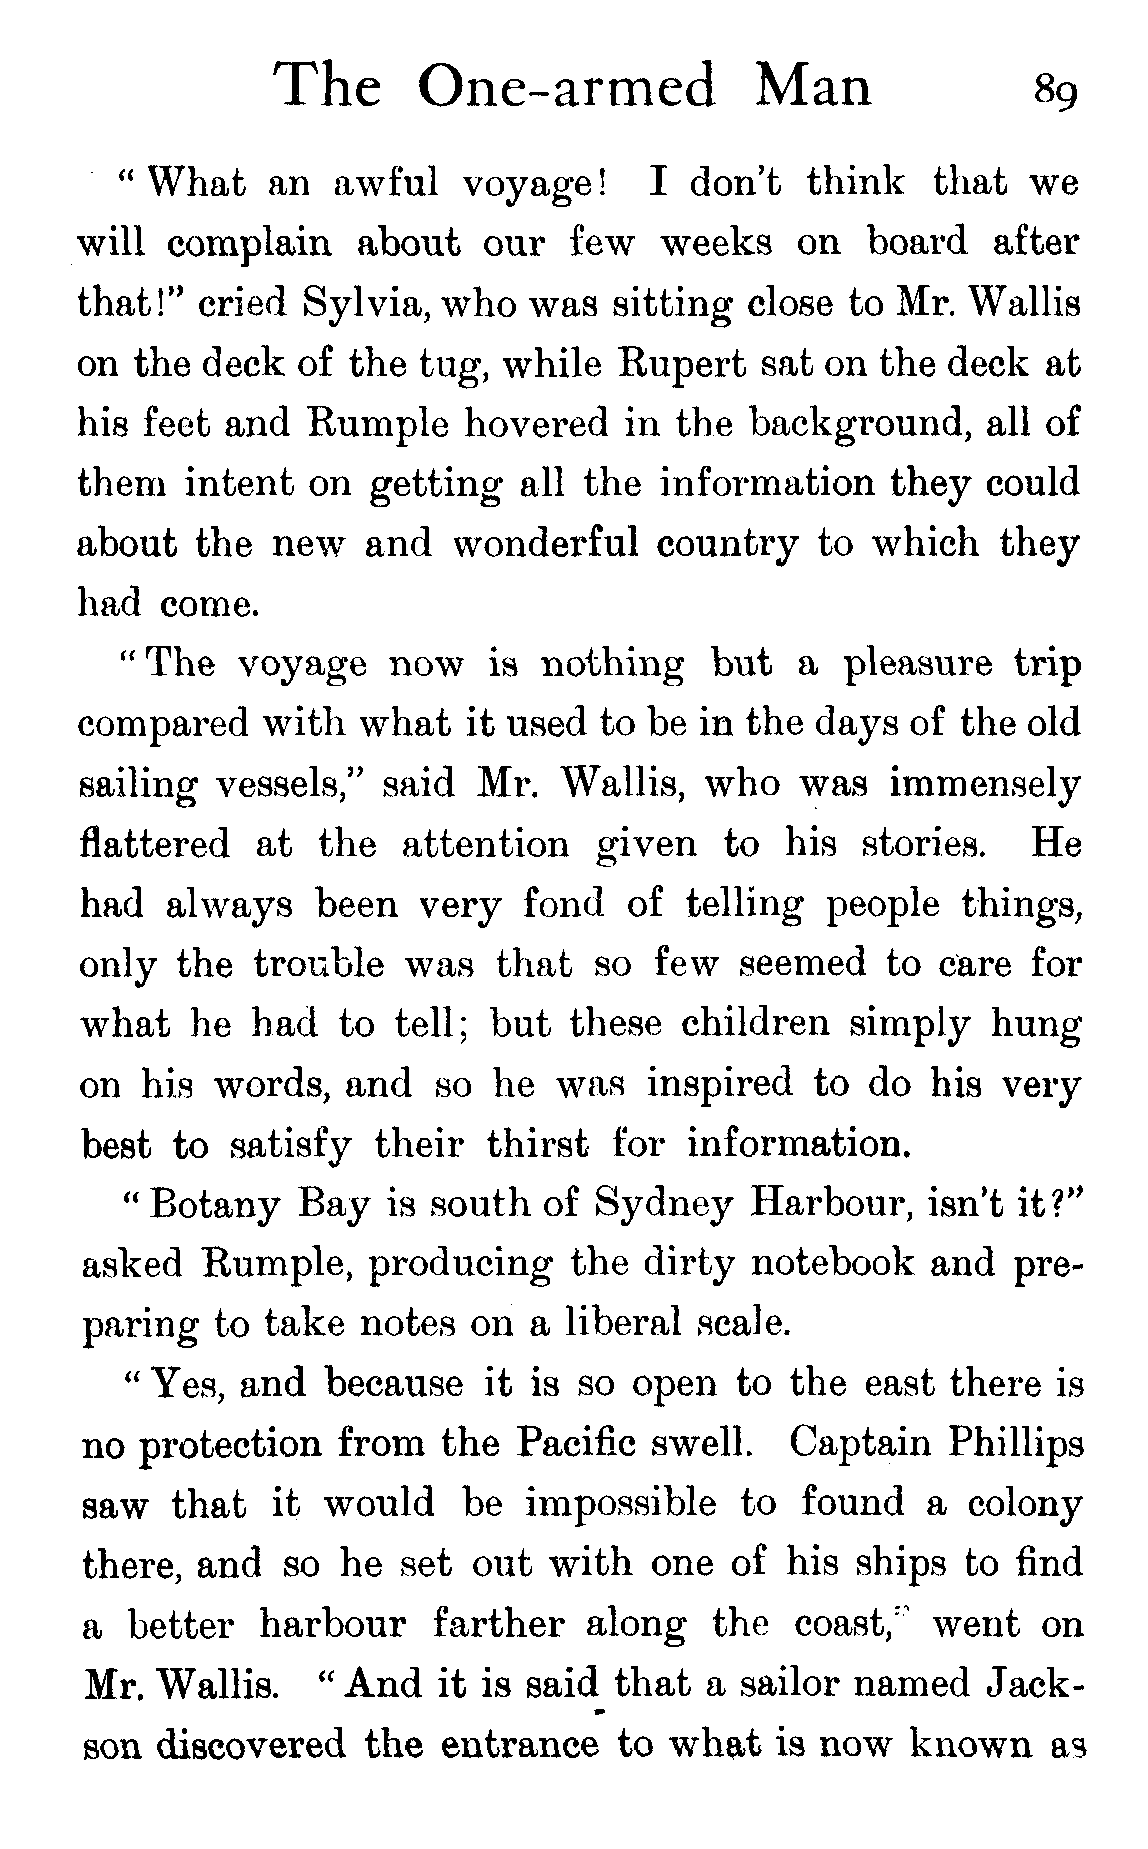 The One-armed Man 89
“What an awful voyage! I don't think that we
will complain about our few weeks on board after
that!” cried Sylvia, who was sitting close to Mr. Wallis
on the deck of the tug, while Rupert sat on the deck at
his feet and Rumple hovered in the background, all of
them intent on getting all the information they could
about the new and wonderful country to which they
had come.
“The voyage now is nothing but a pleasure trip
compared with what it used to be in the days of the old
sailing vessels,” said Mr. Wallis, who was immensely
flattered at the attention given to his stories. He
had always been very fond of telling people things,
only the trouble was that so few seemed to care for
what he had to tell; but these children simply hung
on his words, and so he was inspired to do his very
best to satisfy their thirst for information.
“Botany Bay is south of Sydney Harbour, isn't it?”
asked Rumple, producing the dirty notebook and pre-
paring to take notes on a liberal scale.
“Yes, and because it is so open to the east there is
no protection from the Pacific swell. Captain Phillips
saw that it would be impossible to found a colony
there, and so he set out with one of his ships to find
a better harbour farther along the coast,” went on
Mr. Wallis. “And it is said that a sailor named Jack-
son discovered the entrance to what is now known as